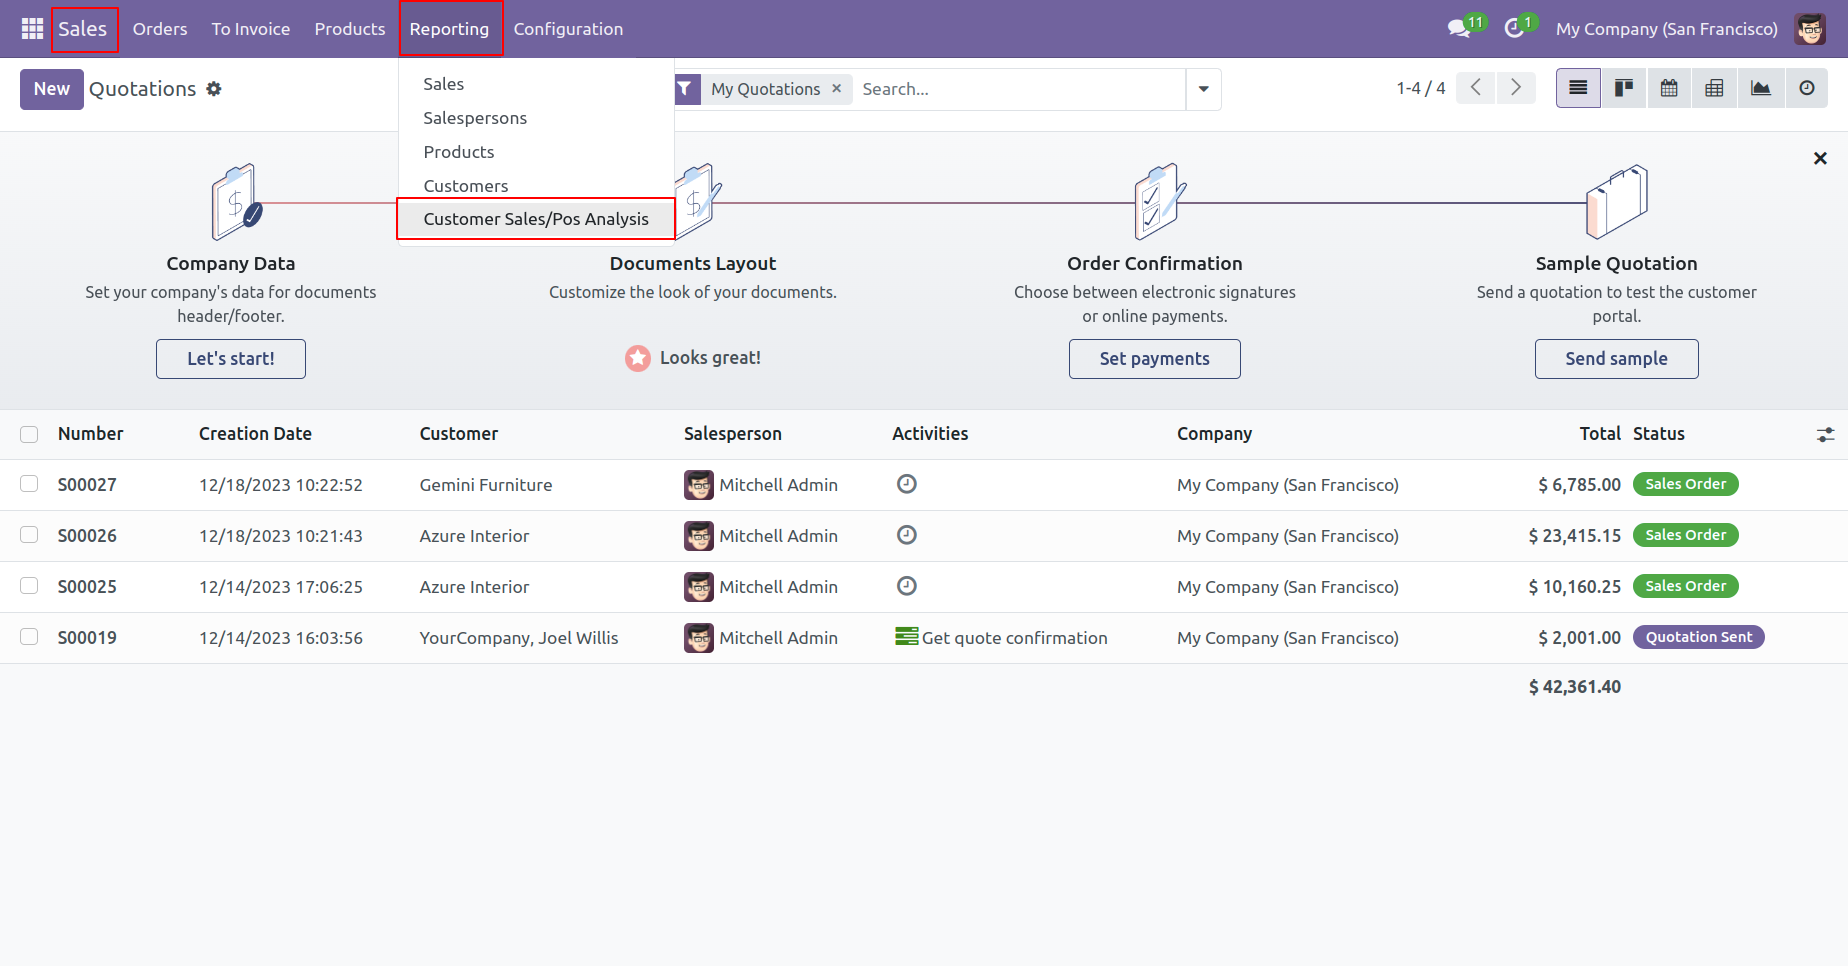 Sales Orders To Invoice Products Reporting Configuration 11 1 My Company (San Francisco)
New Quotations My Quotations × Search... 1-4 / 4
Sales
Salespersons
Products
Customers
Customer Sales/Pos Analysis
Company Data
Set your company's data for documents
header/footer.
Let's start!
Documents Layout
Customize the look of your documents.
Looks great!
Order Confirmation
Choose between electronic signatures
or online payments.
Set payments
Sample Quotation
Send a quotation to test the customer
portal.
Send sample
Number Creation Date Customer Salesperson Activities Company Total Status
S00027 12/18/2023 10:22:52 Gemini Furniture Mitchell Admin My Company (San Francisco) $ 6,785.00 Sales Order
S00026 12/18/2023 10:21:43 Azure Interior Mitchell Admin My Company (San Francisco) $ 23,415.15 Sales Order
S00025 12/14/2023 17:06:25 Azure Interior Mitchell Admin My Company (San Francisco) $ 10,160.25 Sales Order
S00019 12/14/2023 16:03:56 YourCompany, Joel Willis Mitchell Admin Get quote confirmation My Company (San Francisco) $ 2,001.00 Quotation Sent
$ 42,361.40